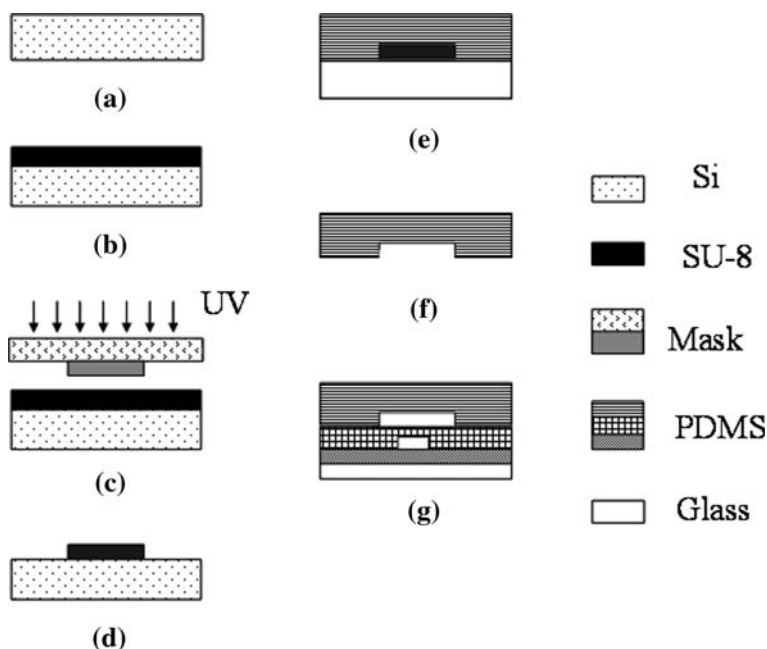 (a)
(b)
UV
(c)
(d)
(e)
(f)
(g)
Si
SU-8
Mask
PDMS
Glass